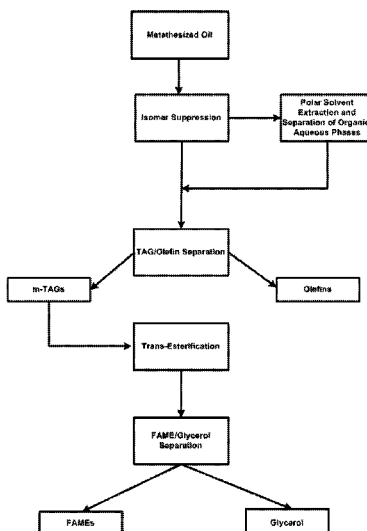 Metathesized Oil
Isomer Suppression
Polar Solvent
Extraction and
Separation of Organic
Aqueous Phases
TAG/Olefin Separation
m-TAGs
Olefins
Trans-Esterification
FAME/Glycerol
Separation
FAMEs
Glycerol